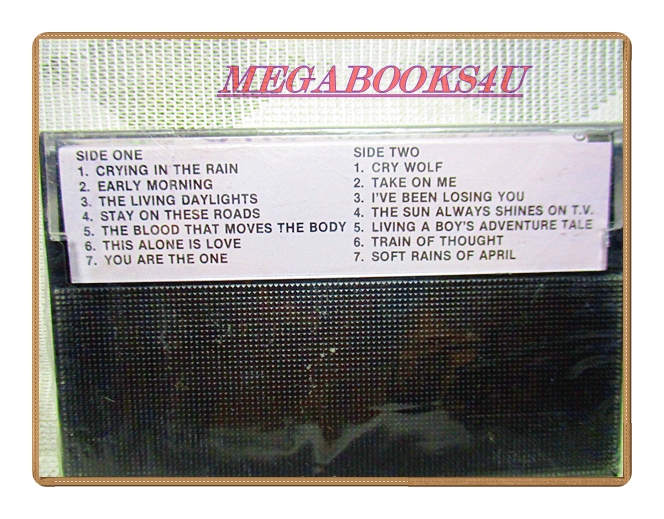 MEGABOOKS4U
SIDE ONE
1. CRYING IN THE RAIN
2. EARLY MORNING
3. THE LIVING DAYLIGHTS
4. STAY ON THESE ROADS
5. THE BLOOD THAT MOVES THE BODY
6. THIS ALONE IS LOVE
7. YOU ARE THE ONE
SIDE TWO
1. CRY WOLF
2. TAKE ON ME
3. I'VE BEEN LOSING YOU
4. THE SUN ALWAYS SHINES ON T.V.
5. LIVING A BOY'S ADVENTURE TALE
6. TRAIN OF THOUGHT
7. SOFT RAINS OF APRIL